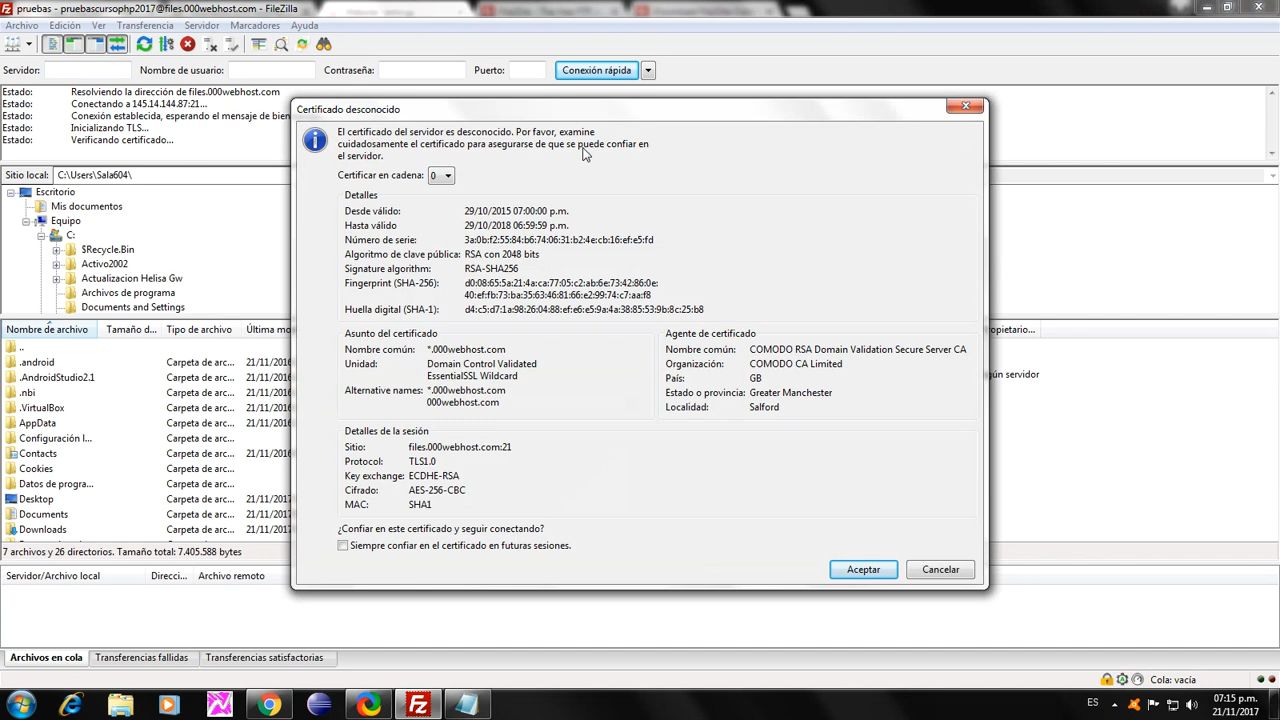 pruebas - pruebascursophp2017@files.000webhost.com - FileZilla
Archivo Edición Ver Transferencia Servidor Marcadores Ayuda
Servidor: Nombre de usuario: Contraseña: Puerto: Conexión rápida
Estado: Resolviendo la dirección de files.000webhost.com
Estado: Conectando a 145.14.144.87:21...
Estado: Conexión establecida, esperando el mensaje de bien
Estado: Inicializando TLS...
Estado: Verificando certificado...
Sitio local: C:\Users\Sala604\
Escritorio
Mis documentos
Equipo
C:
$Recycle.Bin
Activo2002
Actualizacion Helisa Gw
Archivos de programa
Documents and Settings
Nombre de archivo Tamaño d... Tipo de archivo Última mo
..
.android Carpeta de arc... 21/11/2016
.AndroidStudio2.1 Carpeta de arc... 21/11/2016
.nbi Carpeta de arc... 21/11/2016
.VirtualBox Carpeta de arc... 21/11/2016
AppData Carpeta de arc... 21/11/2016
Configuración l... Carpeta de arc...
Contacts Carpeta de arc... 21/11/2016
Cookies Carpeta de arc...
Datos de progra... Carpeta de arc...
Desktop Carpeta de arc... 21/11/2017
Documents Carpeta de arc... 21/11/2017
Downloads Carpeta de arc... 21/11/2016
7 archivos y 26 directorios. Tamaño total: 7.405.588 bytes
Servidor/Archivo local Direcci... Archivo remoto
Archivos en cola Transferencias fallidas Transferencias satisfactorias
Certificado desconocido
El certificado del servidor es desconocido. Por favor, examine
cuidadosamente el certificado para asegurarse de que se puede confiar en
el servidor.
Certificar en cadena: 0
Detalles
Desde válido: 29/10/2015 07:00:00 p.m.
Hasta válido 29/10/2018 06:59:59 p.m.
Número de serie: 3a:0b:f2:55:84:b6:74:06:31:b2:4e:cb:16:ef:e5:fd
Algoritmo de clave pública: RSA con 2048 bits
Signature algorithm: RSA-SHA256
Fingerprint (SHA-256): d0:08:65:5a:21:4a:ca:77:05:c2:ab:6e:73:42:86:0e:
40:ef:fb:73:ba:35:63:46:81:66:e2:99:74:c7:aa:f8
Huella digital (SHA-1): d4:c5:d7:1a:98:26:04:88:ef:e6:e5:9a:4a:38:85:53:9b:8c:25:b8
Asunto del certificado
Nombre común: *.000webhost.com
Unidad: Domain Control Validated
EssentialSSL Wildcard
Alternative names: *.000webhost.com
000webhost.com
Agente de certificado
Nombre común: COMODO RSA Domain Validation Secure Server CA
Organización: COMODO CA Limited
País: GB
Estado o provincia: Greater Manchester
Localidad: Salford
Detalles de la sesión
Sitio: files.000webhost.com:21
Protocol: TLS1.0
Key exchange: ECDHE-RSA
Cifrado: AES-256-CBC
MAC: SHA1
¿Confiar en este certificado y seguir conectando?
Siempre confiar en el certificado en futuras sesiones.
Aceptar Cancelar
Propietario...
gún servidor
Cola: vacía
ES
07:15 p.m.
21/11/2017